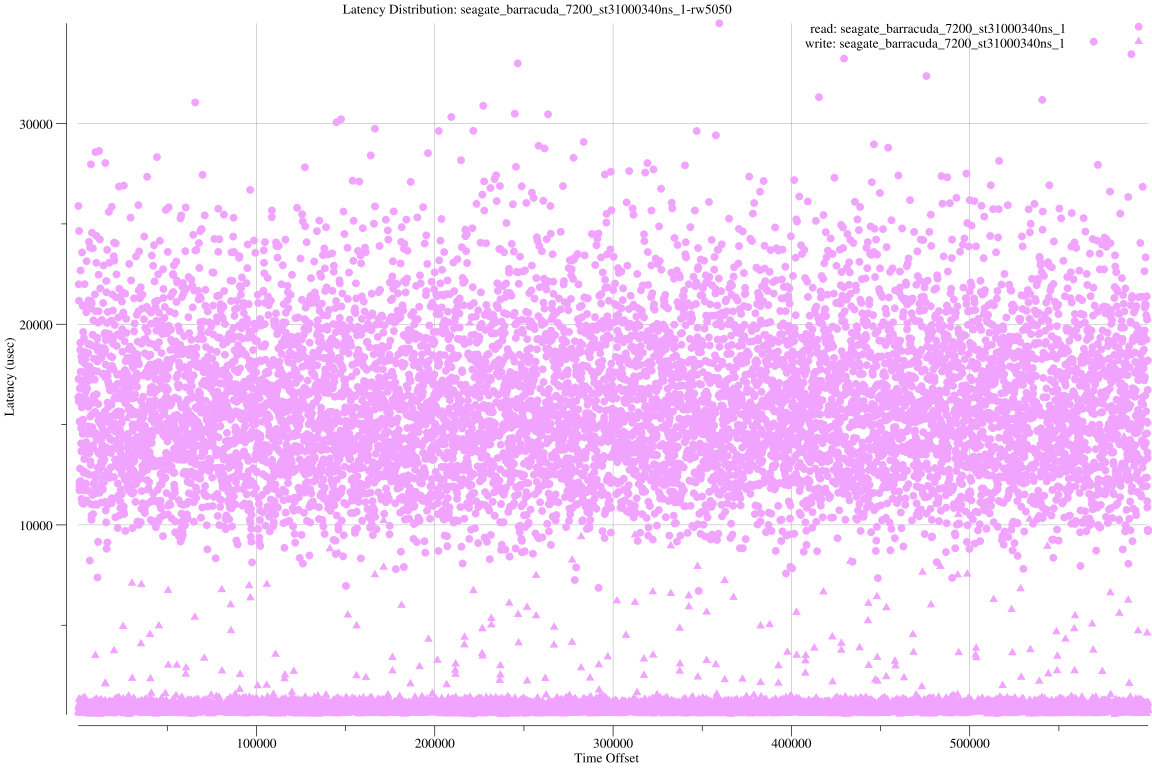 Latency Distribution: seagate_barracuda_7200_st31000340ns_1-rw5050
read: seagate_barracuda_7200_st31000340ns_1
write: seagate_barracuda_7200_st31000340ns_1
30000
20000
10000
Latency (usec)
100000
200000
300000
400000
500000
Time Offset